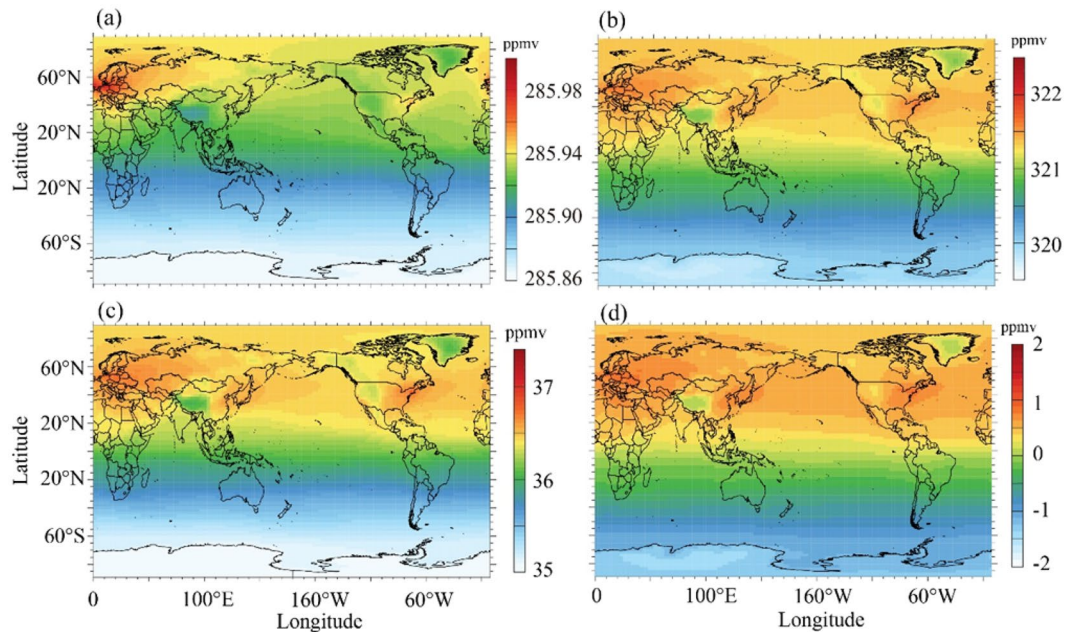 (a)
(b)
ppmv
ppmv
60°N
20°N
20°N
60°S
Latitude
285.98
285.94
285.90
285.86
322
321
320
(c)
(d)
ppmv
ppmv
60°N
20°N
20°N
60°S
Latitude
37
36
35
2
1
0
-1
-2
0
100°E
160°W
60°W
0
100°E
160°W
60°W
Longitude
Longitude